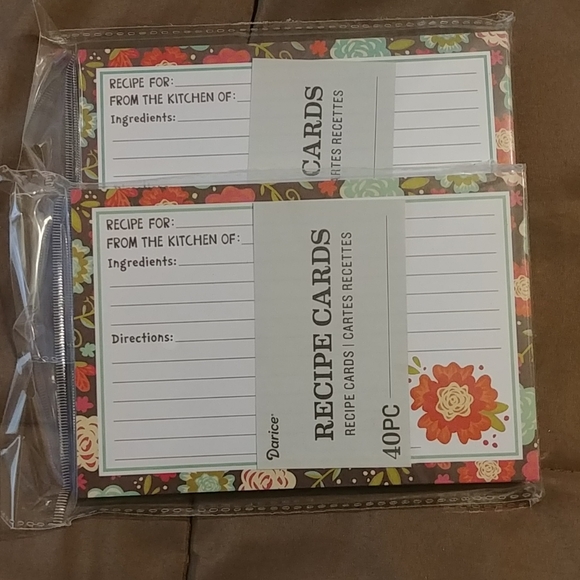 RECIPE FOR:
FROM THE KITCHEN OF:
Ingredients:
CARDS
RTES RECETTES
RECIPE FOR:
FROM THE KITCHEN OF:
Ingredients:
Directions:
Darice
RECIPE CARDS
RECIPE CARDS | CARTES RECETTES
40PC